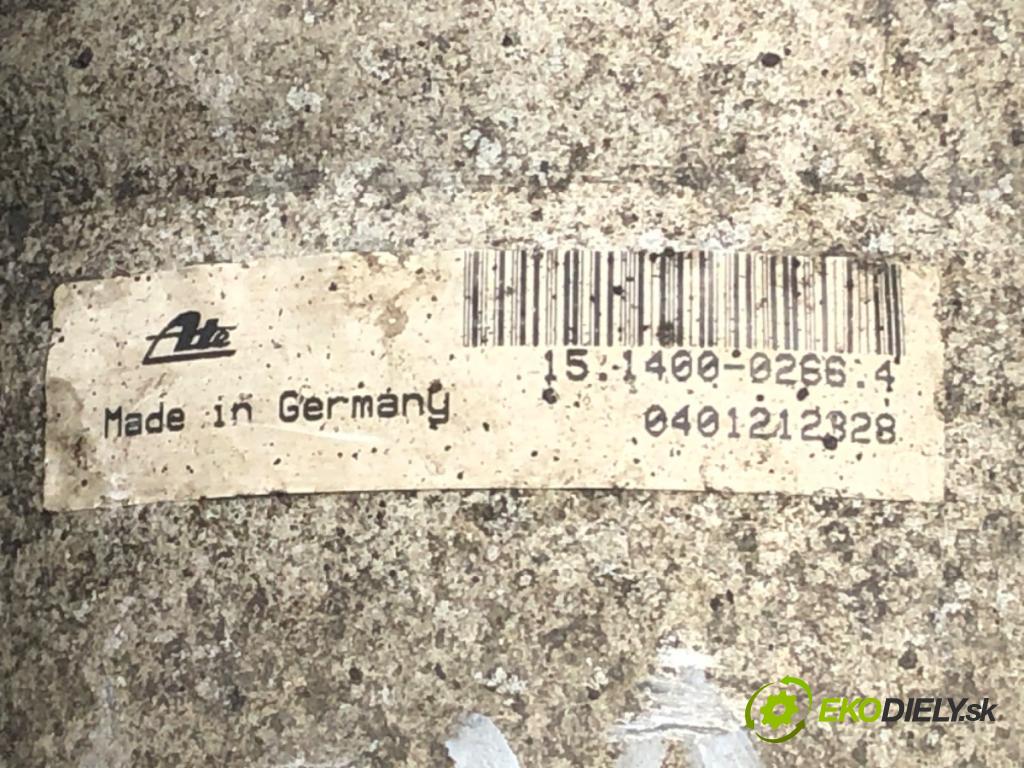 Ate
15.1400-0266.4
Made in Germany
0401212328
EKODIELY.sk